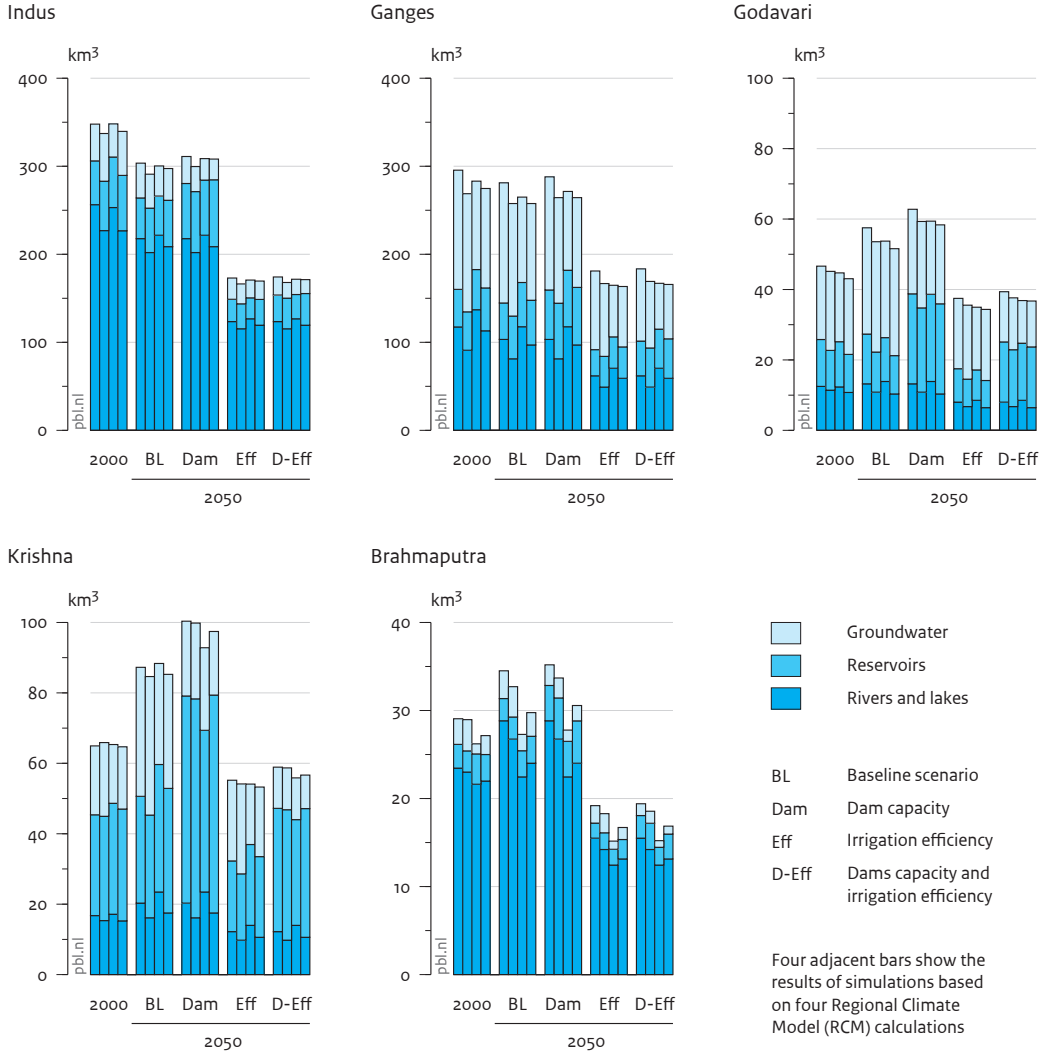 Indus
km³
400
300
200
100
0
pbl.nl
2000 BL Dam Eff D-Eff
2050
Ganges
km³
400
300
200
100
0
pbl.nl
2000 BL Dam Eff D-Eff
2050
Godavari
km³
100
80
60
40
20
0
pbl.nl
2000 BL Dam Eff D-Eff
2050
Krishna
km³
100
80
60
40
20
0
pbl.nl
2000 BL Dam Eff D-Eff
2050
Brahmaputra
km³
40
30
20
10
0
pbl.nl
2000 BL Dam Eff D-Eff
2050
Groundwater
Reservoirs
Rivers and lakes
BL Baseline scenario
Dam Dam capacity
Eff Irrigation efficiency
D-Eff Dams capacity and
irrigation efficiency
Four adjacent bars show the
results of simulations based
on four Regional Climate
Model (RCM) calculations